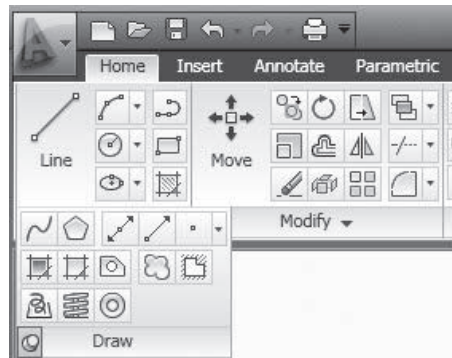 Home Insert Annotate Parametric
Line
Move
Modify
Draw